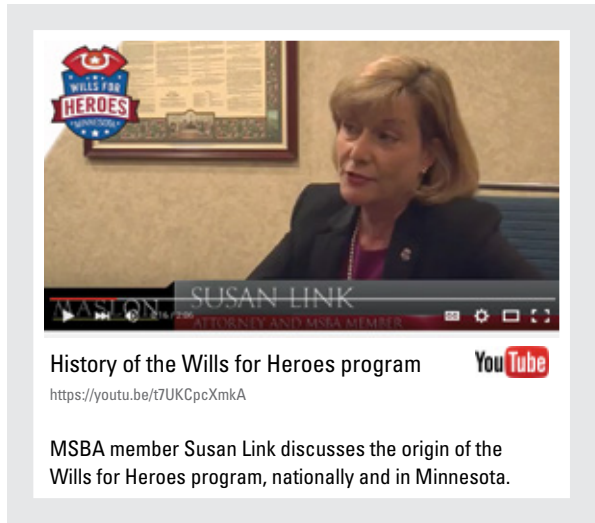 WILLS FOR
HEROES
MINNESOTA
MASLON
SUSAN LINK
ATTORNEY AND MSBA MEMBER
History of the Wills for Heroes program
You Tube
https://youtu.be/t7UKCpcXmkA
MSBA member Susan Link discusses the origin of the
Wills for Heroes program, nationally and in Minnesota.